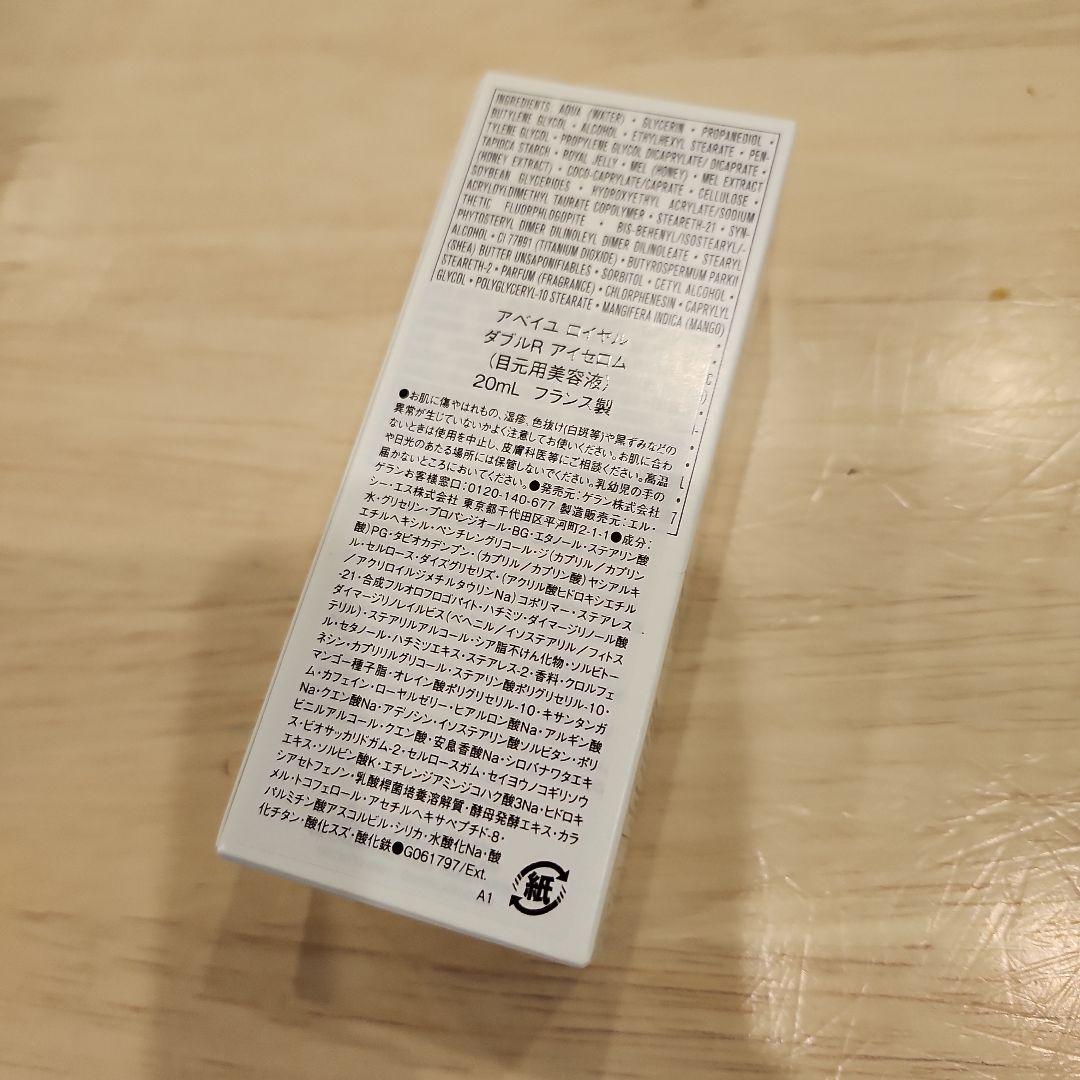 INGREDIENTS: AQUA (WATER) • GLYCERIN • PROPANEDIOL •
BUTYLENE GLYCOL • ALCOHOL • ETHYLHEXYL STEARATE • PEN-
TYLENE GLYCOL • PROPYLENE GLYCOL DICAPRYLATE/ DICAPRATE •
TAPIOCA STARCH • ROYAL JELLY • MEL (HONEY) • MEL EXTRACT
(HONEY EXTRACT) • COCO-CAPRYLATE/CAPRATE • CELLULOSE •
SOYBEAN GLYCERIDES • HYDROXYETHYL ACRYLATE/SODIUM
ACRYLOYLDIMETHYL TAURATE COPOLYMER • STEARETH-21 • SYN-
THETIC FLUORPHLOGOPITE • BIS-BEHENYL/ISOSTEARYL/
PHYTOSTERYL DIMER DILINOLEYL DIMER DILINOLEATE • STEARYL
ALCOHOL • CI 77891 (TITANIUM DIOXIDE) • BUTYROSPERMUM PARKII
(SHEA) BUTTER UNSAPONIFIABLES • SORBITOL • CETYL ALCOHOL •
STEARETH-2 • PARFUM (FRAGRANCE) • CHLORPHENESIN • CAPRYLYL
GLYCOL • POLYGLYCERYL-10 STEARATE • MANGIFERA INDICA (MANGO)
アベイユ ロイヤル
ダブルR アイセロム
(目元用美容液)
20mL フランス製
●お肌に傷やはれもの、湿疹、色抜け(白斑等)や黒ずみなどの
異常が生じていないかよく注意してお使いください。お肌に合わ
ないときは使用を中止し、皮膚科医等にご相談ください。高温
や日光のあたる場所には保管しないでください。乳幼児の手の
届かないところにおいてください。●発売元：ゲラン株式会社
ゲランお客様窓口：0120-140-677 製造販売元：エル・
シー・エス株式会社 東京都千代田区平河町2-1-1●成分：
水・グリセリン・プロパンジオール・BG・エタノール・ステアリン酸
エチルヘキシル・ペンチレングリコール・ジ(カプリル／カプリン
酸)PG・タピオカデンプン・(カプリル／カプリン酸)ヤシアルキ
ル・セルロース・ダイズグリセリズ・(アクリル酸ヒドロキシエチル
／アクリロイルジメチルタウリンNa)コポリマー・ステアレス
-21・合成フルオロフロゴパイト・ハチミツ・ダイマージリノール酸
ダイマージリノレイルビス(ベヘニル／イソステアリル／フィトス
テリル)・ステアリルアルコール・シア脂不けん化物・ソルビトー
ル・セタノール・ハチミツエキス・ステアレス-2・香料・クロルフェ
ネシン・カプリリルグリコール・ステアリン酸ポリグリセリル-10・
マンゴー種子脂・オレイン酸ポリグリセリル-10・キサンタンガ
ム・カフェイン・ローヤルゼリー・ヒアルロン酸Na・アルギン酸
Na・クエン酸Na・アデノシン・イソステアリン酸ソルビタン・ポリ
ビニルアルコール・クエン酸・安息香酸Na・シロバナワタエキ
ス・ビオサッカリドガム-2・セルロースガム・セイヨウノコギリソウ
エキス・ソルビン酸K・エチレンジアミンジコハク酸3Na・ヒドロキ
シアセトフェノン・乳酸桿菌培養溶解質・酵母発酵エキス・カラ
メル・トコフェロール・アセチルヘキサペプチド-8・
パルミチン酸アスコルビル・シリカ・水酸化Na・酸
化チタン・酸化スズ・酸化鉄●G061797/Ext.
A1
紙